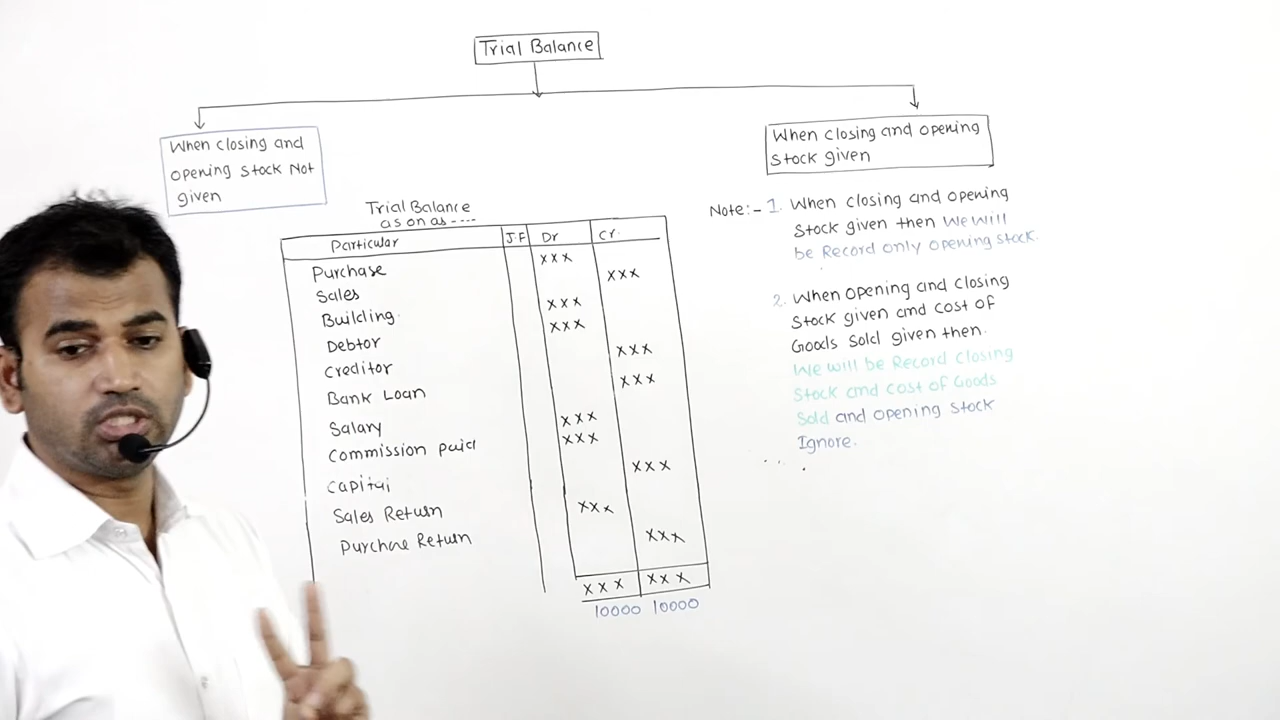 Trial Balance
When closing and
opening stock Not
given
When closing and opening
stock given
Trial Balance
as on as ----
Particular J.F Dr Cr.
Purchase xxx
Sales xxx
Building. xxx
Debtor xxx
Creditor xxx
Bank Loan xxx
Salary xxx
Commission paid xxx
Capital xxx
Sales Return xxx
Purchae Return xxx
xxx xxx
10000 10000
Note:- 1. When closing and opening
stock given then We will
be Record only opening stock.
2. When opening and closing
stock given and cost of
Goods sold given then.
We will be Record closing
stock and cost of Goods
Sold and opening stock
Ignore.